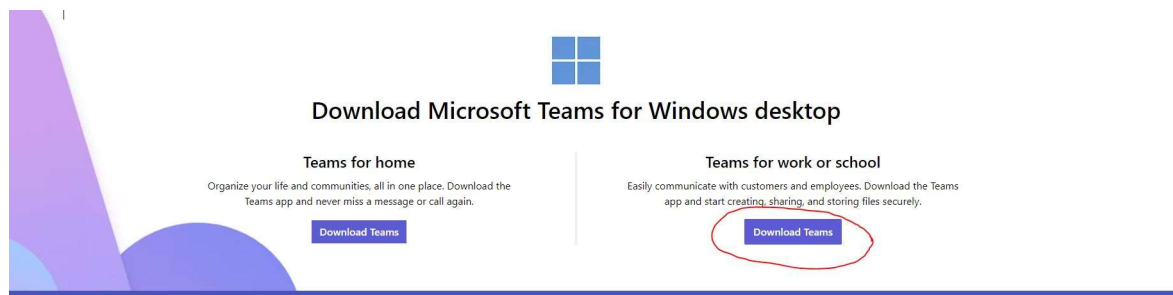 Download Microsoft Teams for Windows desktop
Teams for home
Organize your life and communities, all in one place. Download the
Teams app and never miss a message or call again.
Download Teams
Teams for work or school
Easily communicate with customers and employees. Download the Teams
app and start creating, sharing, and storing files securely.
Download Teams